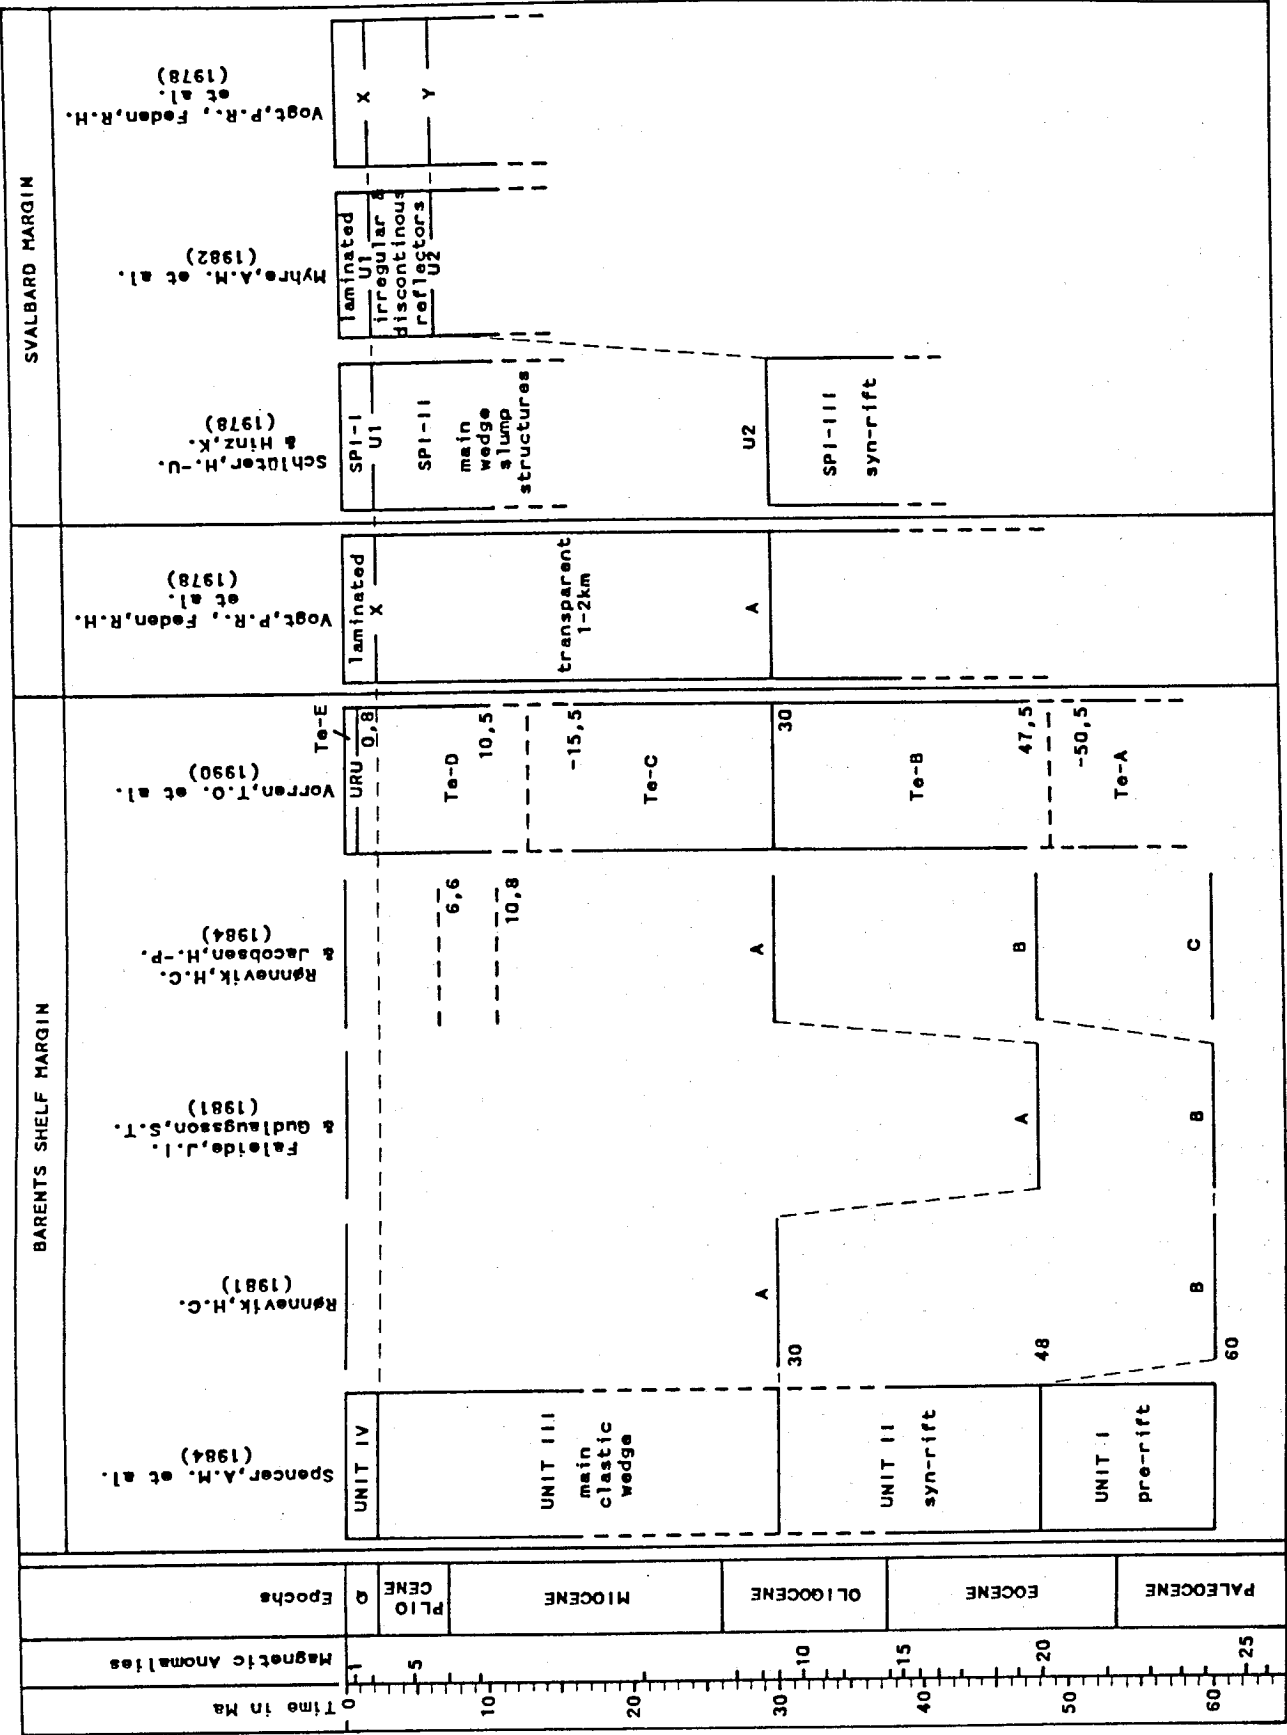 BARENTS SHELF MARGIN
SVALBARD MARGIN
Time in Ma
0
10
20
30
40
50
60
Magnetic Anomalies
1
5
10
15
20
25
Epochs
Q
PLIO
CENE
MIOCENE
OLIGOCENE
EOCENE
PALEOCENE
Spencer,A.M. et al.
(1984)
UNIT IV
UNIT III
main
clastic
wedge
UNIT II
syn-rift
UNIT I
pre-rift
Rønnevik,H.C.
(1981)
A
30
48
B
60
Faleide,J.I.
& Gudlaugsson,S.T.
(1981)
A
B
Rønnevik,H.C.
& Jacobsen,H.-P.
(1984)
6,6
10,8
A
B
C
Vorren,T.O. et al.
(1990)
Te-E
URU
0,8
Te-D
10,5
-15,5
Te-C
30
Te-B
47,5
-50,5
Te-A
Vogt,P.R., Feden,R.H.
et al.
(1978)
laminated
X
transparent
1-2km
A
Schlüter,H.-U.
& Hinz,K.
(1978)
SPI-I
U1
SPI-II
main
wedge
slump
structures
U2
SPI-III
syn-rift
Myhre,A.M. et al.
(1982)
laminated
U1
irregular &
discontinous
reflectors
U2
Vogt,P.R., Feden,R.H.
et al.
(1978)
X
Y